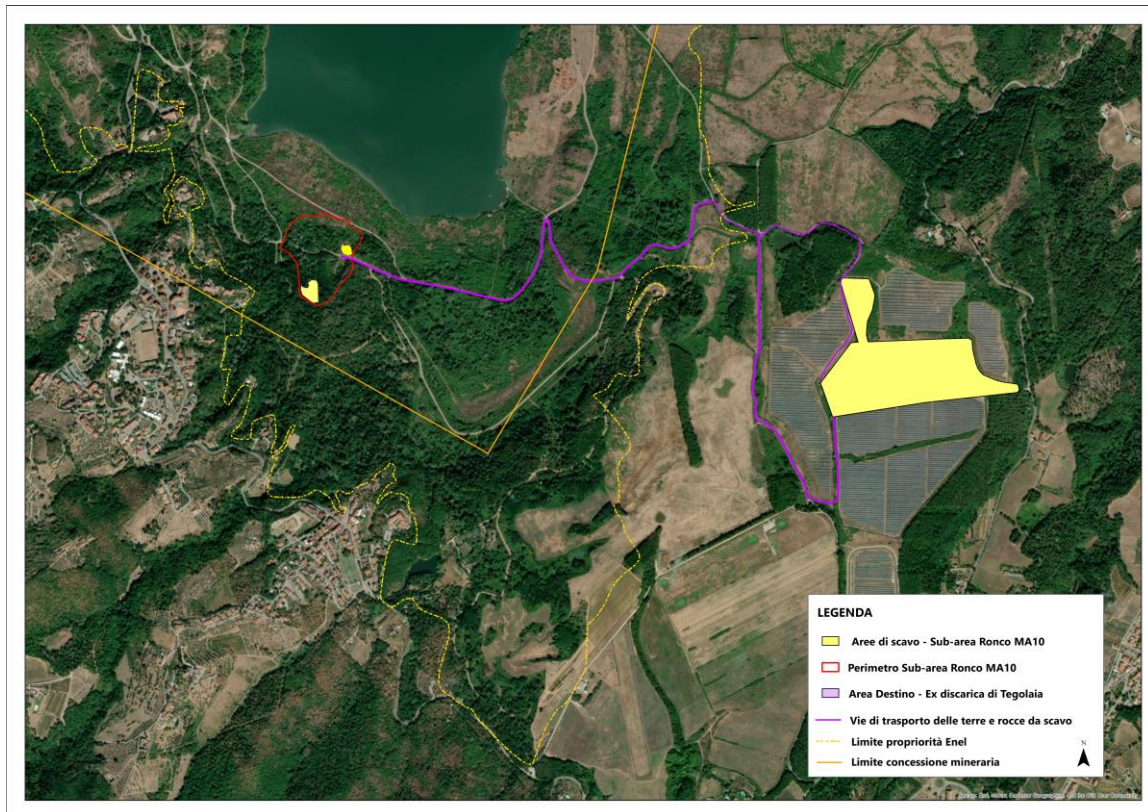 LEGENDA
Aree di scavo - Sub-area Ronco MA10
Perimetro Sub-area Ronco MA10
Area Destino - Ex discarica di Tegolaia
Vie di trasporto delle terre e rocce da scavo
Limite propriorità Enel
Limite concessione mineraria
N